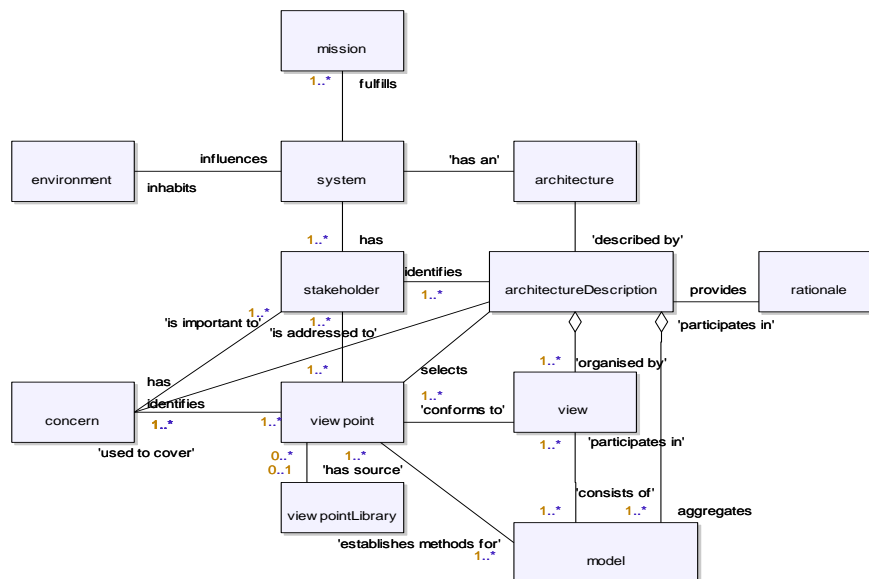 mission
1..*
fulfills
influences
'has an'
environment
system
architecture
inhabits
1..*
has
'described by'
identifies
stakeholder
architectureDescription
provides
rationale
1..*
1..*
1..*
'is important to'
'is addressed to'
'participates in'
1..*
'organised by'
1..*
selects
has
1..*
identifies
'conforms to'
view
concern
1..*
1..*
view point
'participates in'
1..*
'used to cover'
0..*
1..*
0..1
'has source'
'consists of'
view pointLibrary
1..*
1..*
aggregates
'establishes methods for'
1..*
model